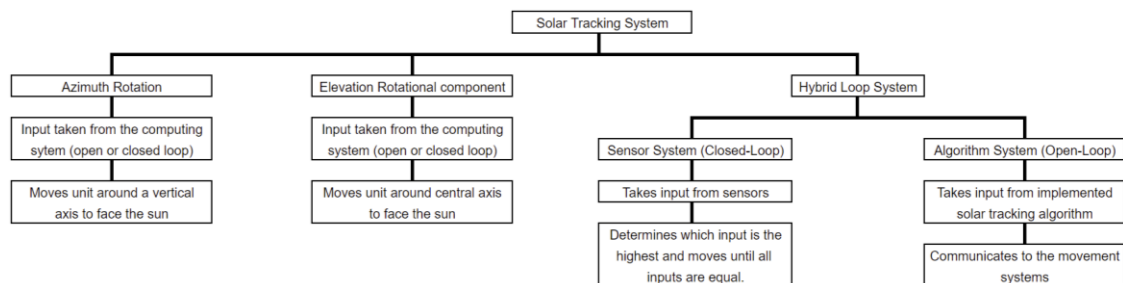 Solar Tracking System
Azimuth Rotation
Elevation Rotational component
Hybrid Loop System
Input taken from the computing
sytem (open or closed loop)
Input taken from the computing
system (open or closed loop)
Sensor System (Closed-Loop)
Algorithm System (Open-Loop)
Moves unit around a vertical
axis to face the sun
Moves unit around central axis
to face the sun
Takes input from sensors
Takes input from implemented
solar tracking algorithm
Determines which input is the
highest and moves until all
inputs are equal.
Communicates to the movement
systems